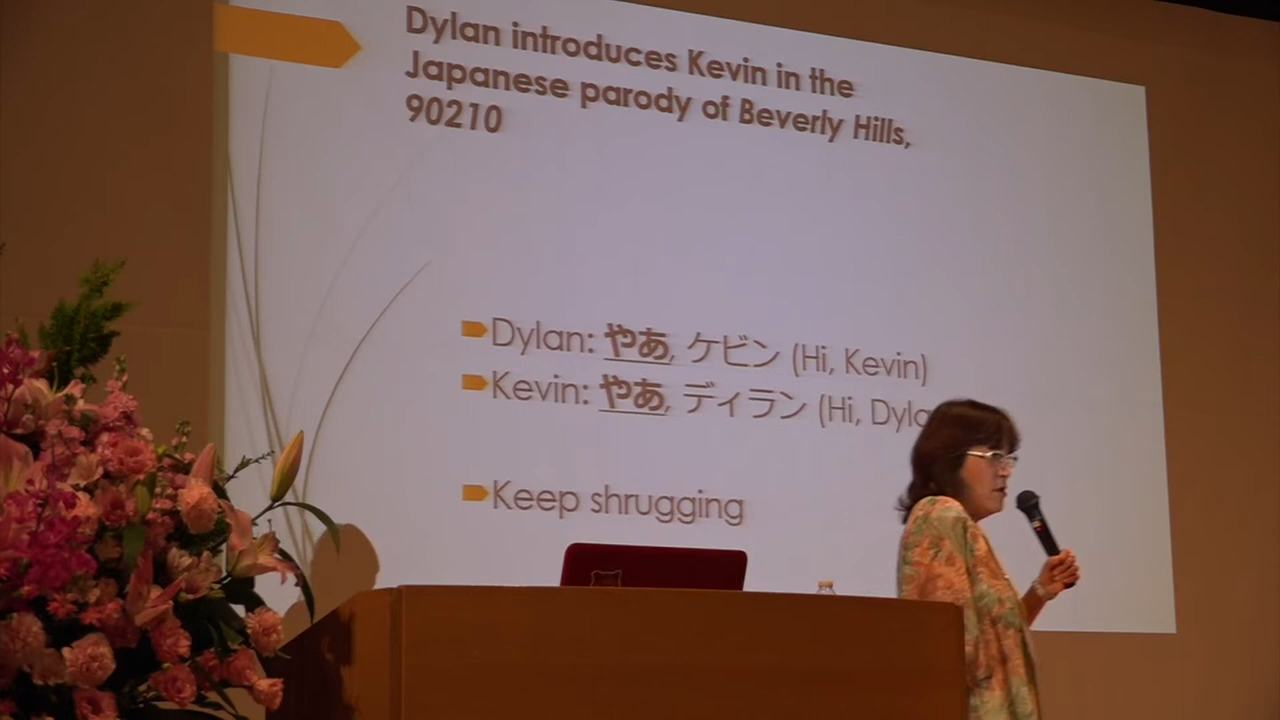 Dylan introduces Kevin in the
Japanese parody of Beverly Hills,
90210
Dylan: やあ, ケビン (Hi, Kevin)
Kevin: やあ, ディラン (Hi,
Keep shrugging